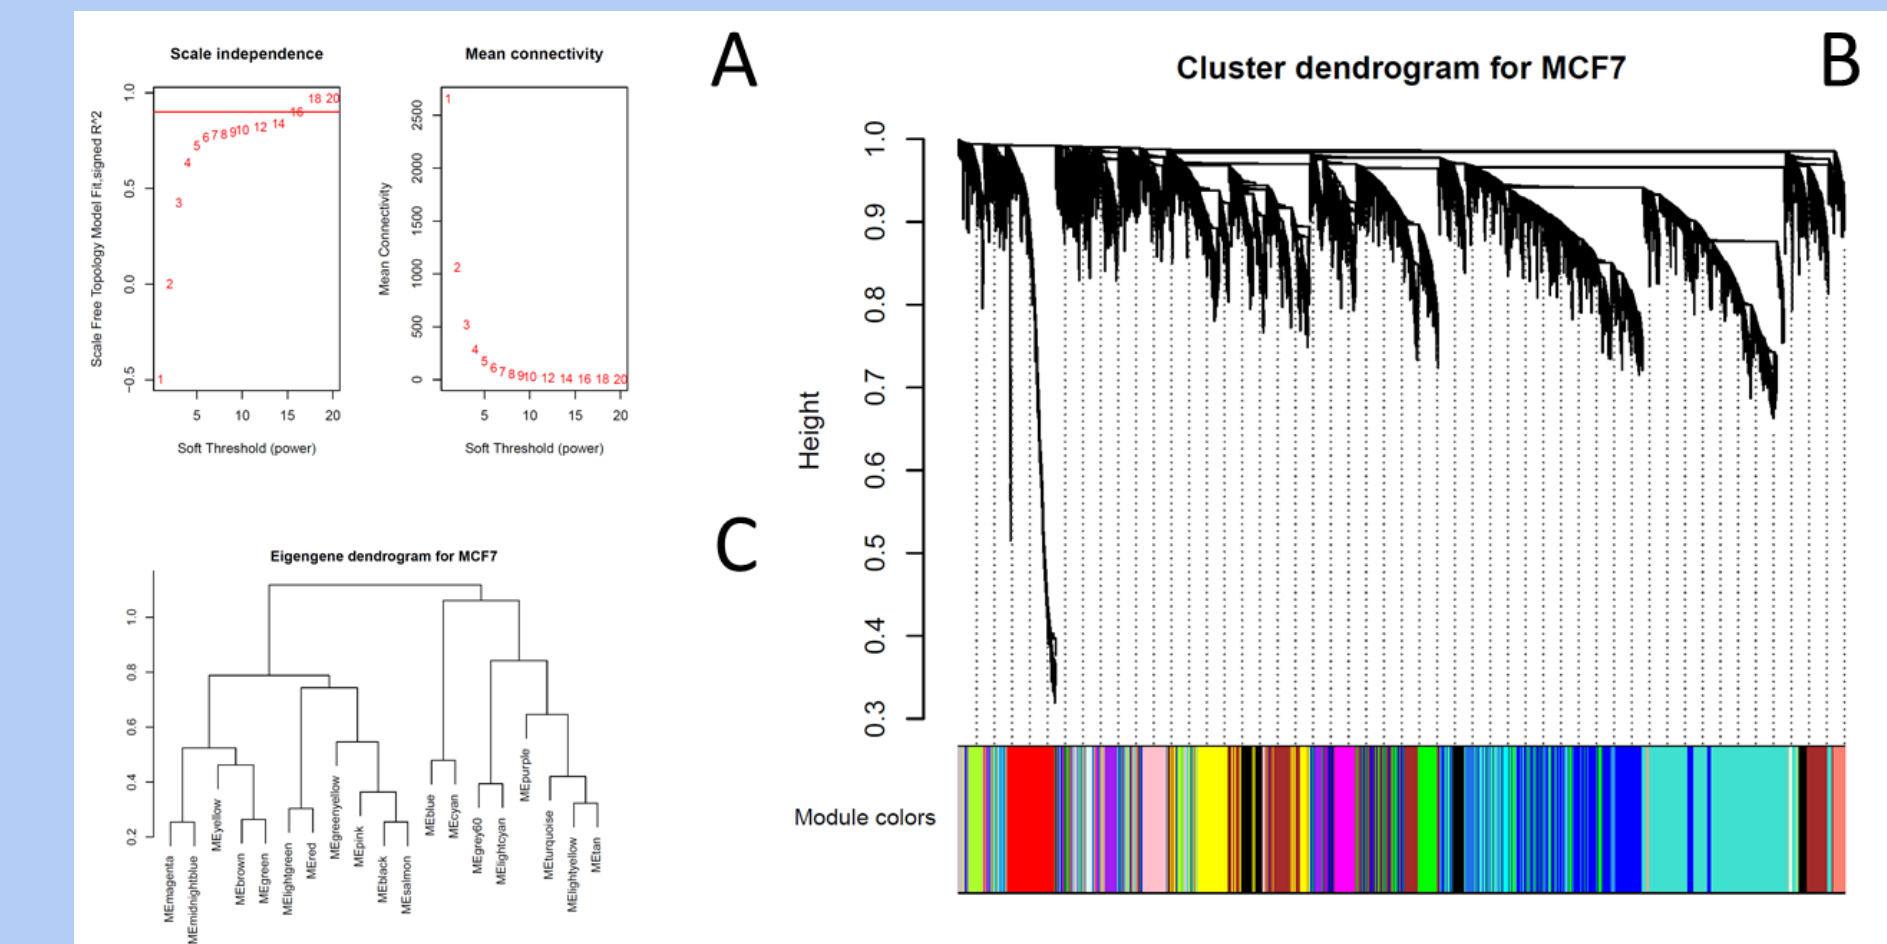 A
Scale independence
Scale Free Topology Model Fit,signed R^2
1.0
0.5
0.0
−0.5
1
2
3
4
5
6
7
8
9
10
12
14
16
18
20
5
10
15
20
Soft Threshold (power)
Mean connectivity
Mean Connectivity
2500
2000
1500
1000
500
0
1
2
3
4
5
6
7
8
9
10
12
14
16
18
20
5
10
15
20
Soft Threshold (power)
B
Cluster dendrogram for MCF7
Height
1.0
0.9
0.8
0.7
0.6
0.5
0.4
0.3
Module colors
C
Eigengene dendrogram for MCF7
1.0
0.8
0.6
0.4
0.2
MEmagenta
MEmidnightblue
MEyellow
MEbrown
MEgreen
MElightgreen
MEred
MEgreenyellow
MEpink
MEblack
MEsalmon
MEblue
MEcyan
MEgrey60
MElightcyan
MEpurple
MEturquoise
MElightyellow
MEtan